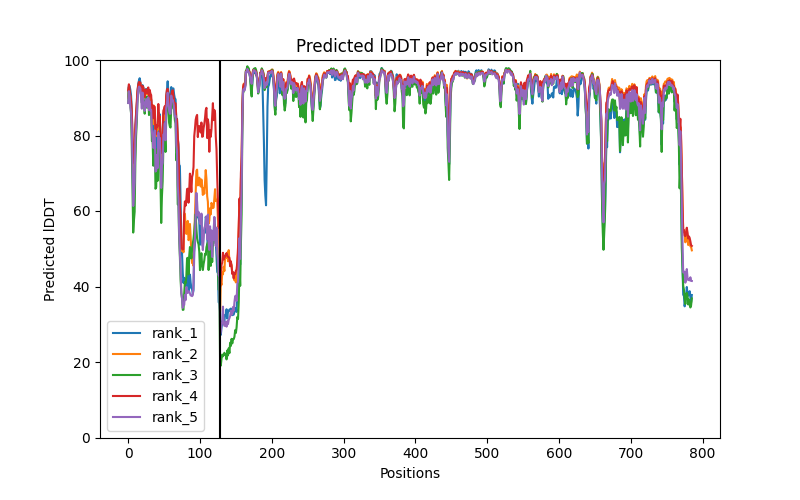 Predicted lDDT per position
Predicted lDDT
100
80
60
40
20
0
rank_1
rank_2
rank_3
rank_4
rank_5
0 100 200 300 400 500 600 700 800
Positions